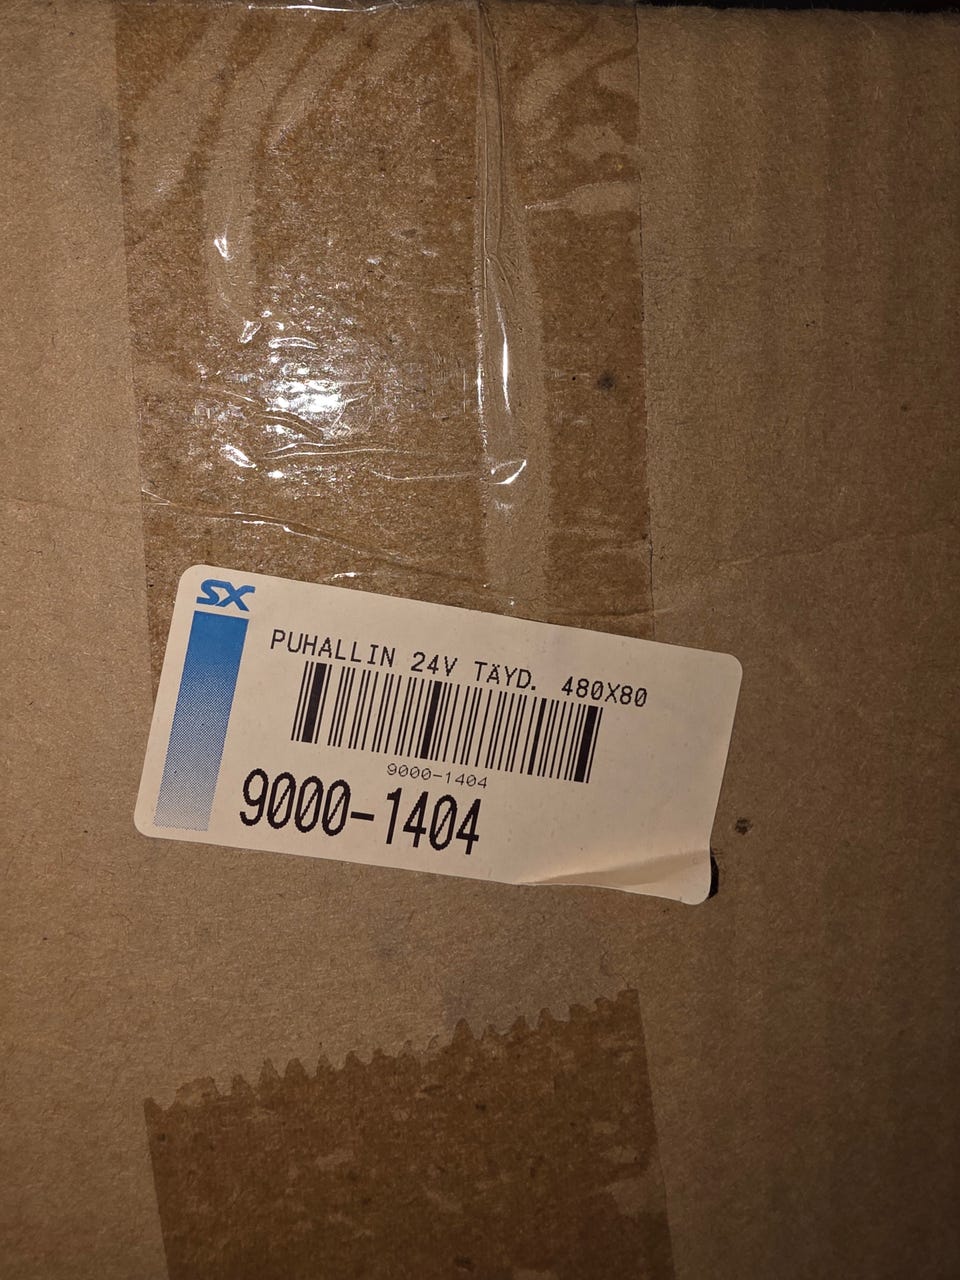 SX
PUHALLIN 24V TÄYD. 480X80
9000-1404
9000-1404